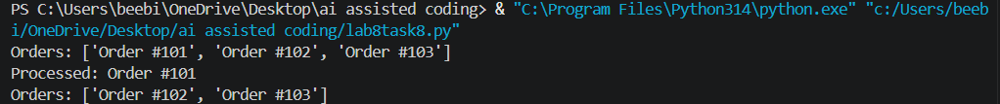 PS C:\Users\beebi\OneDrive\Desktop\ai assisted coding> & "C:\Program Files\Python314\python.exe" "c:/Users/beeb
i/OneDrive/Desktop/ai assisted coding/lab8task8.py"
Orders: ['Order #101', 'Order #102', 'Order #103']
Processed: Order #101
Orders: ['Order #102', 'Order #103']